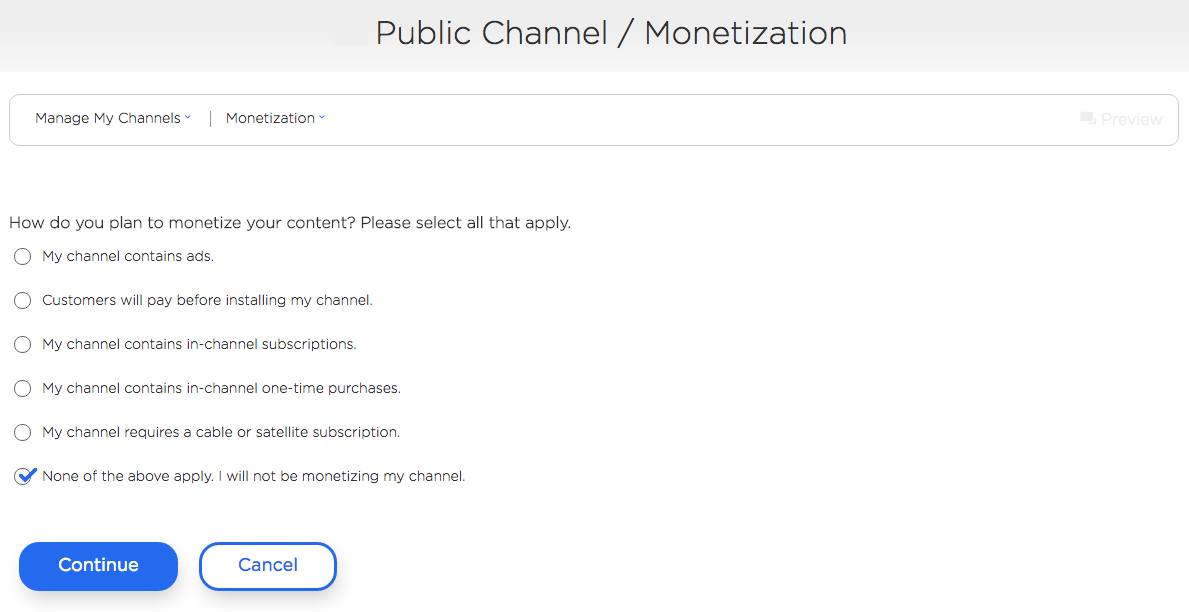 Public Channel / Monetization
Manage My Channels | Monetization
Preview
How do you plan to monetize your content? Please select all that apply.
My channel contains ads.
Customers will pay before installing my channel.
My channel contains in-channel subscriptions.
My channel contains in-channel one-time purchases.
My channel requires a cable or satellite subscription.
None of the above apply. I will not be monetizing my channel.
Continue Cancel